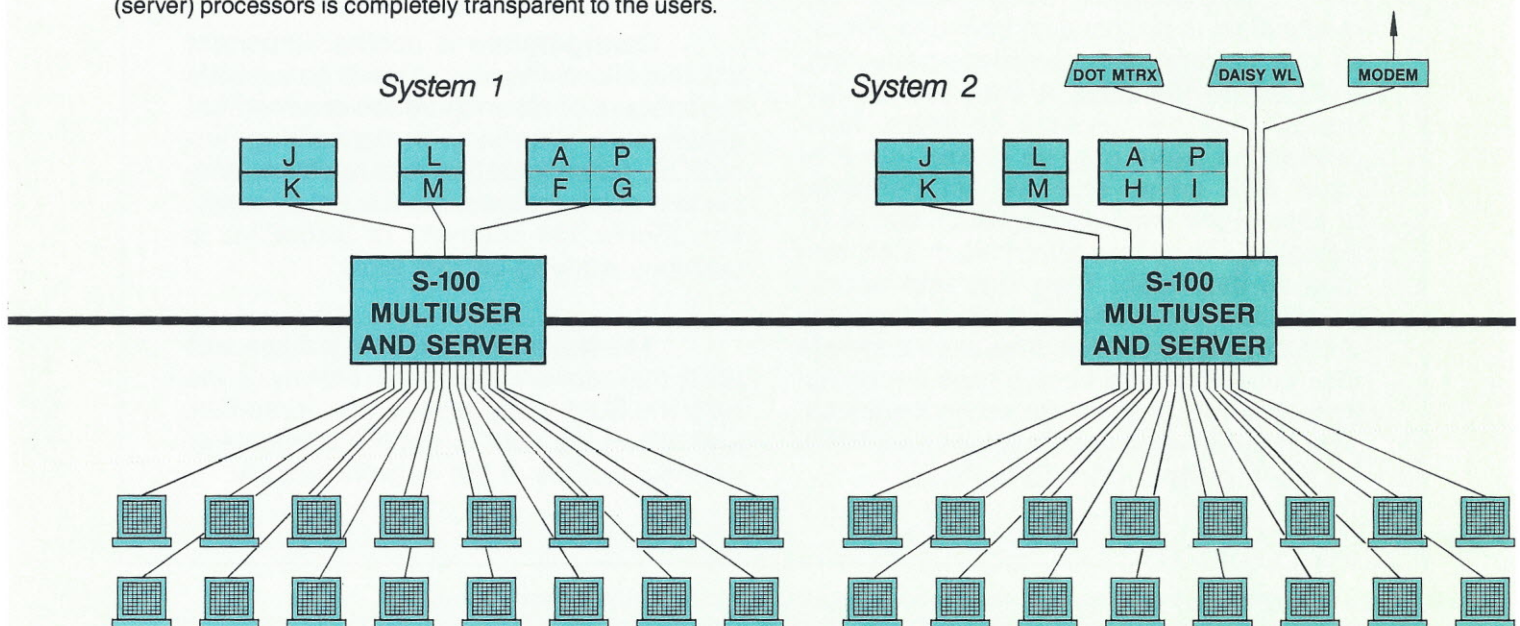 (server) processors is completely transparent to the users.
System 1
System 2
DOT MTRX
DAISY WL
MODEM
J
K
L
M
A P
F G
J
K
L
M
A P
H I
S-100
MULTIUSER
AND SERVER
S-100
MULTIUSER
AND SERVER